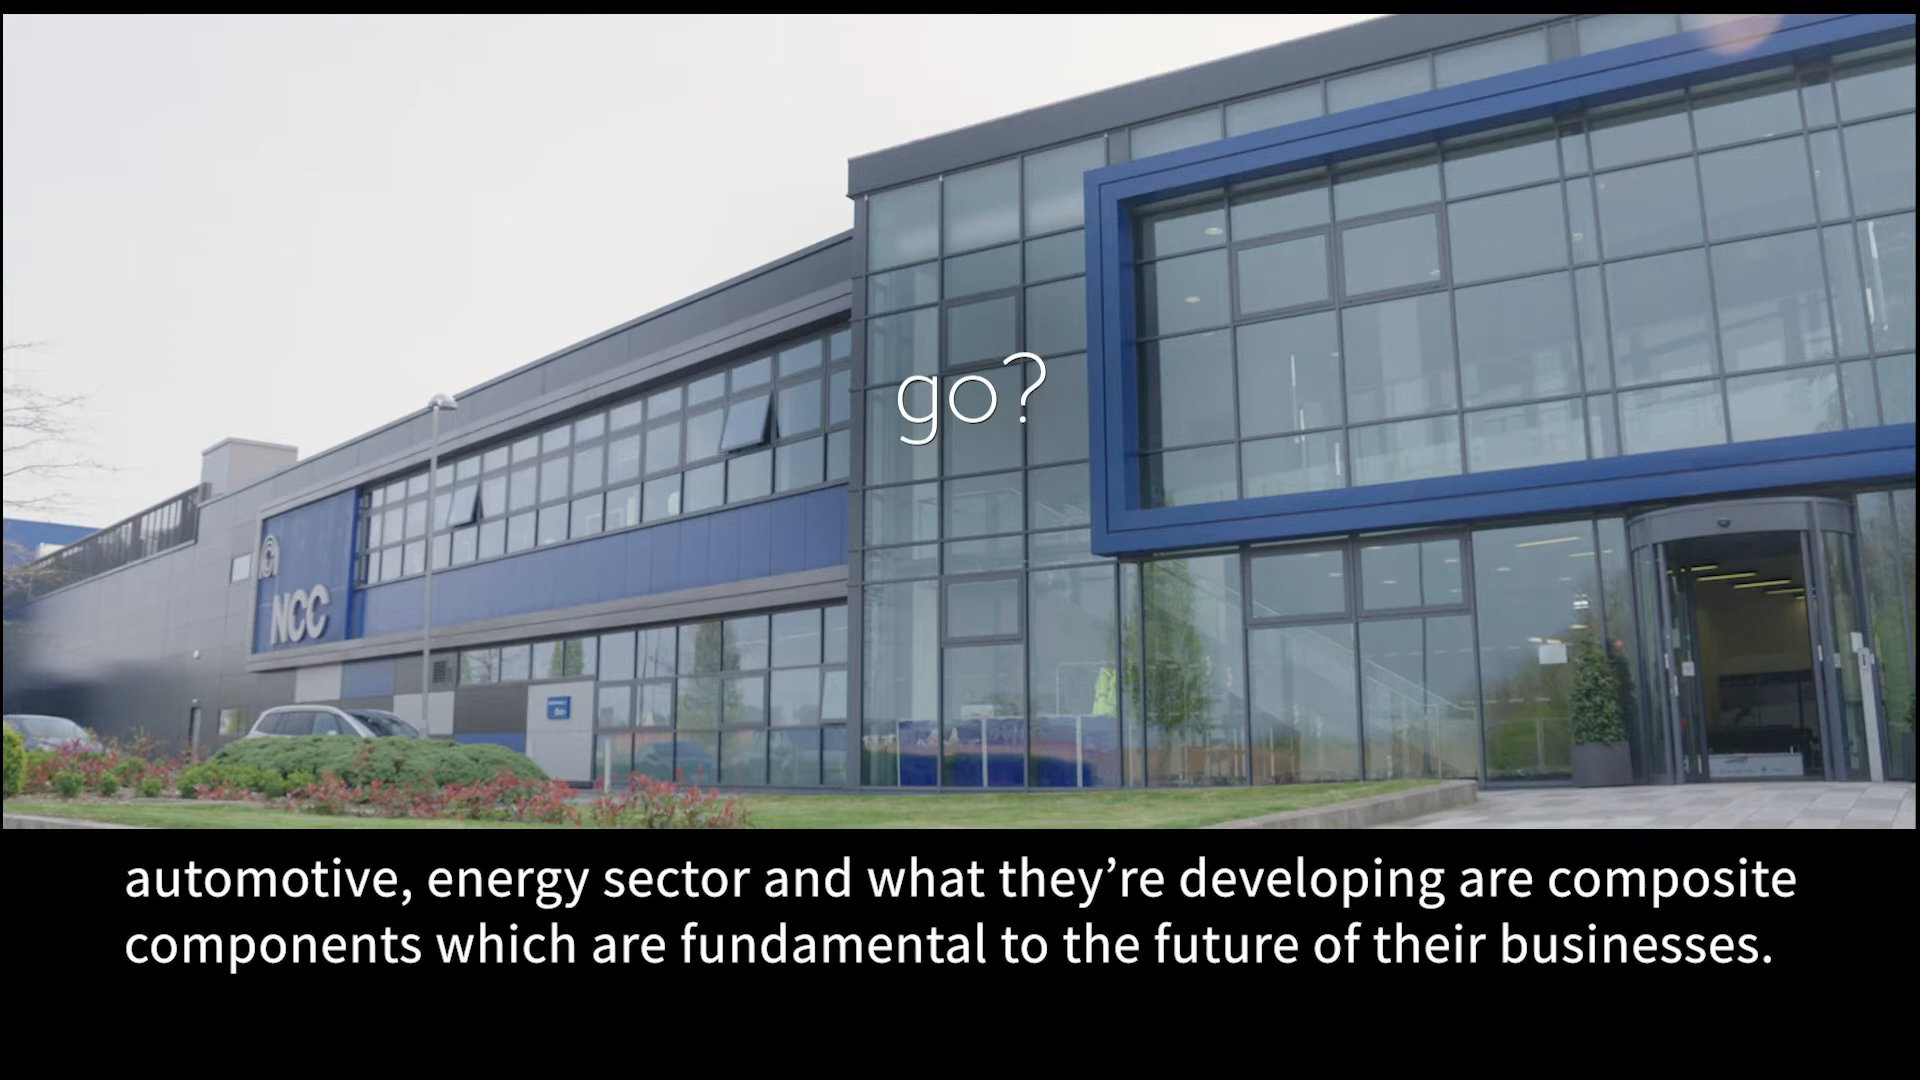 go?
NCC
automotive, energy sector and what they’re developing are composite
components which are fundamental to the future of their businesses.